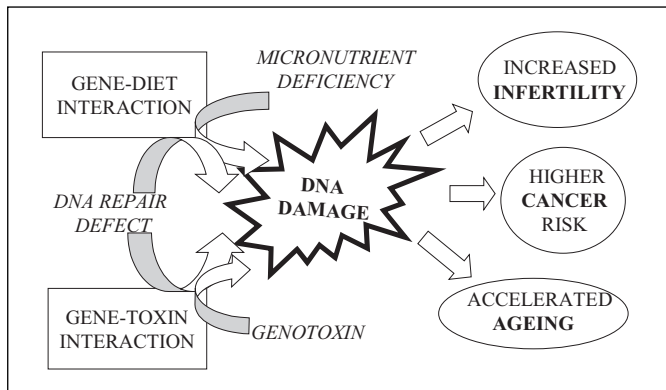 GENE-DIET
INTERACTION
MICRONUTRIENT
DEFICIENCY
DNA REPAIR
DEFECT
GENE-TOXIN
INTERACTION
GENOTOXIN
DNA
DAMAGE
INCREASED
INFERTILITY
HIGHER
CANCER
RISK
ACCELERATED
AGEING